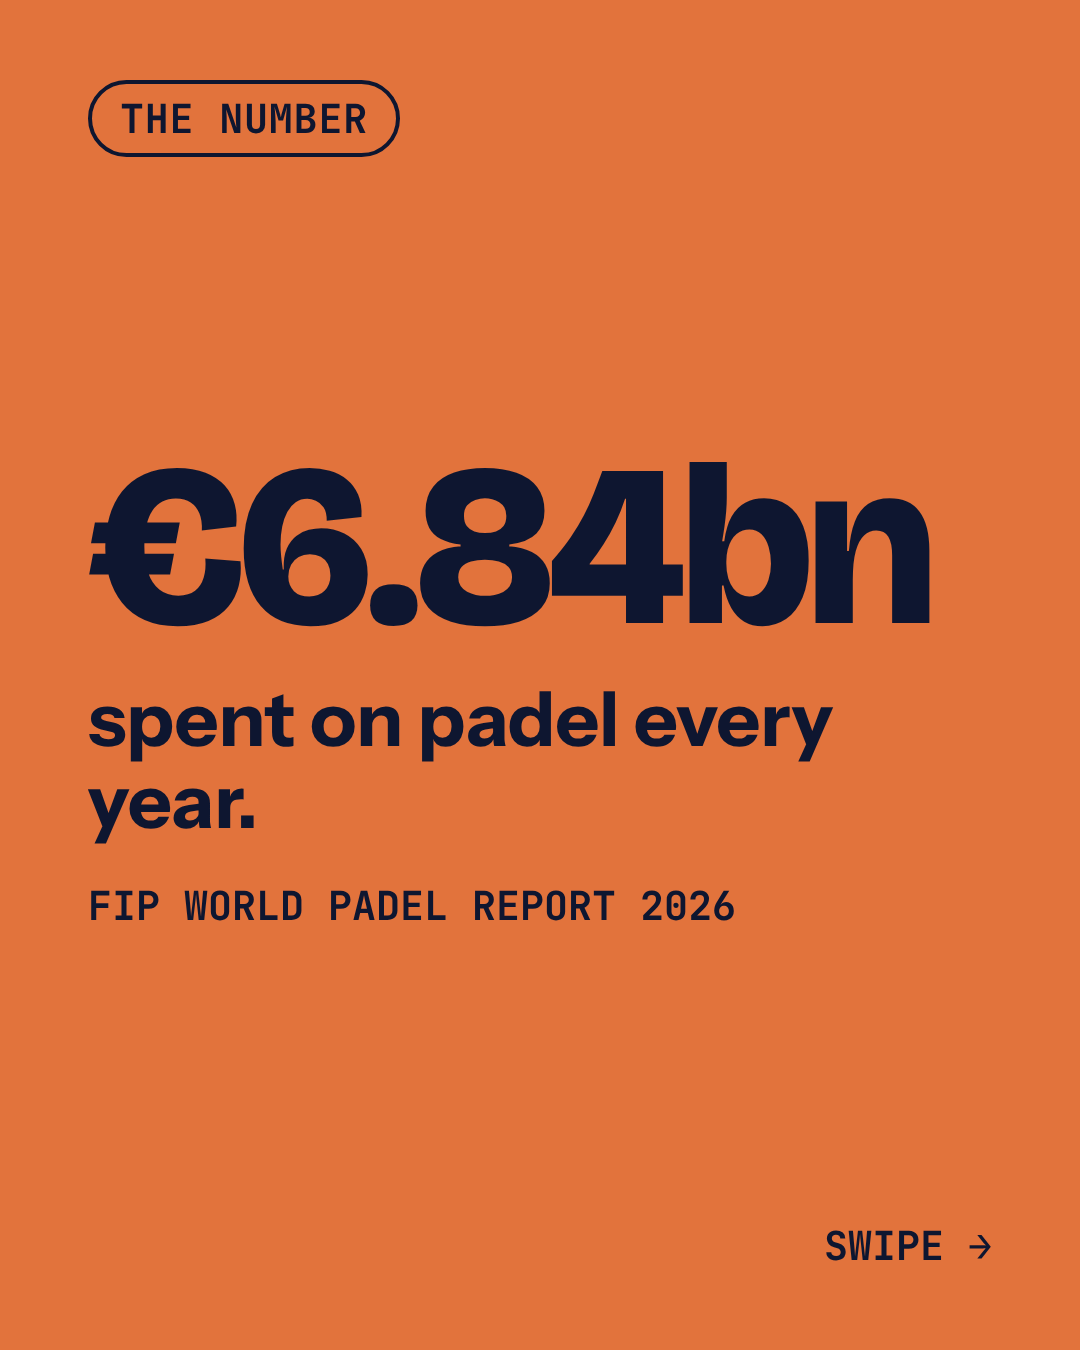 THE NUMBER
€6.84bn
spent on padel every
year.
FIP WORLD PADEL REPORT 2026
SWIPE →